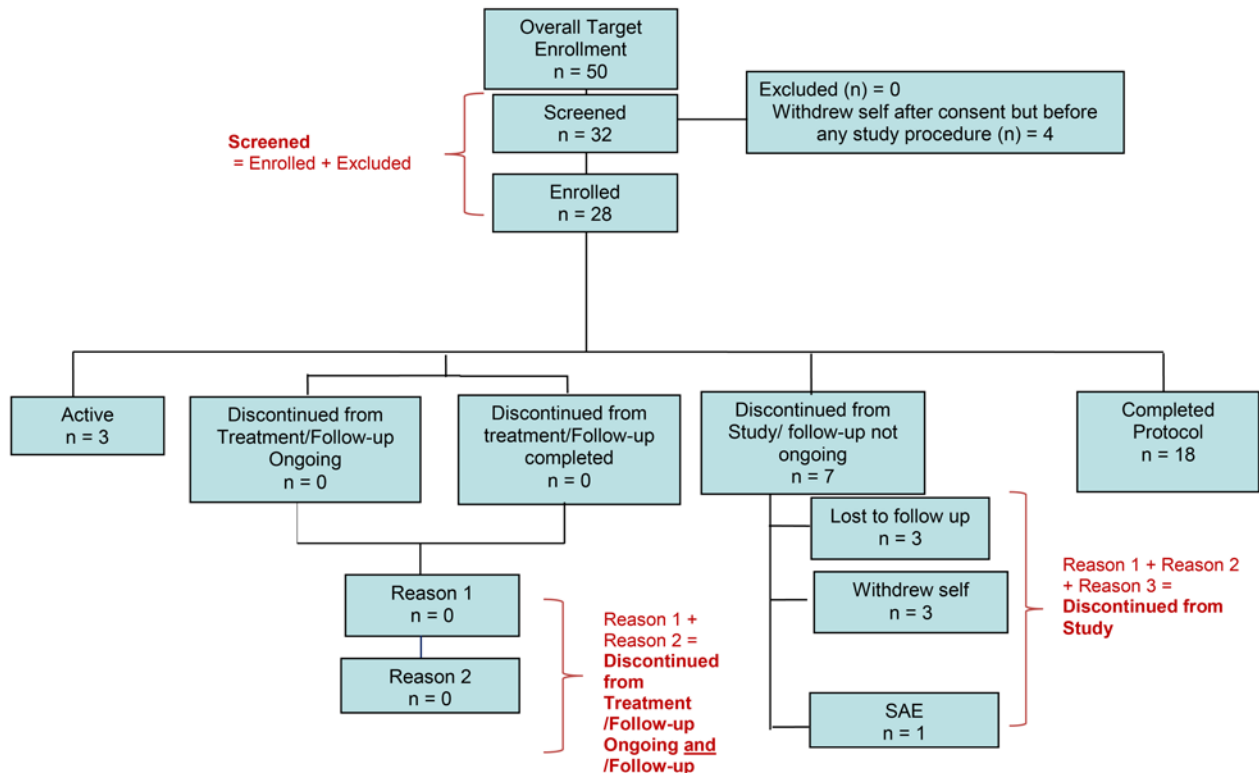 Overall Target
Enrollment
n = 50
Screened
n = 32
Excluded (n) = 0
Withdrew self after consent but before
any study procedure (n) = 4
Screened
= Enrolled + Excluded
Enrolled
n = 28
Active
n = 3
Discontinued from
Treatment/Follow-up
Ongoing
n = 0
Discontinued from
treatment/Follow-up
completed
n = 0
Discontinued from
Study/ follow-up not
ongoing
n = 7
Completed
Protocol
n = 18
Reason 1
n = 0
Reason 2
n = 0
Reason 1 +
Reason 2 =
Discontinued
from
Treatment
/Follow-up
Ongoing and
/Follow-up
Lost to follow up
n = 3
Withdrew self
n = 3
SAE
n = 1
Reason 1 + Reason 2
+ Reason 3 =
Discontinued from
Study